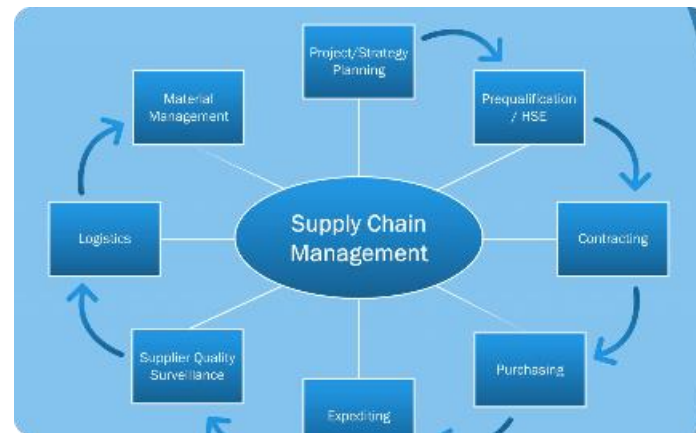 Project/Strategy
Planning
Prequalification
/ HSE
Contracting
Purchasing
Expediting
Supplier Quality
Surveillance
Logistics
Material
Management
Supply Chain
Management